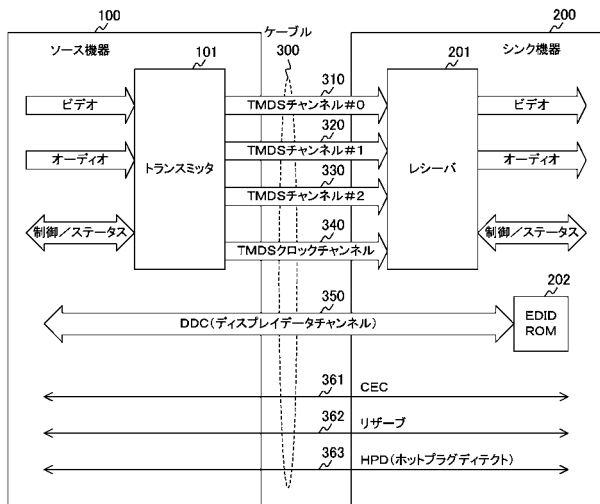 100
ケーブル
200
ソース機器
101
300
201
シンク機器
310
ビデオ
TMDSチャンネル#0
ビデオ
320
オーディオ
TMDSチャンネル#1
オーディオ
トランスミッタ
330
レシーバ
TMDSチャンネル#2
340
制御/ステータス
TMDSクロックチャンネル
制御/ステータス
350
202
DDC(ディスプレイデータチャンネル)
EDID
ROM
361
CEC
362
リザーブ
363
HPD(ホットプラグディテクト)